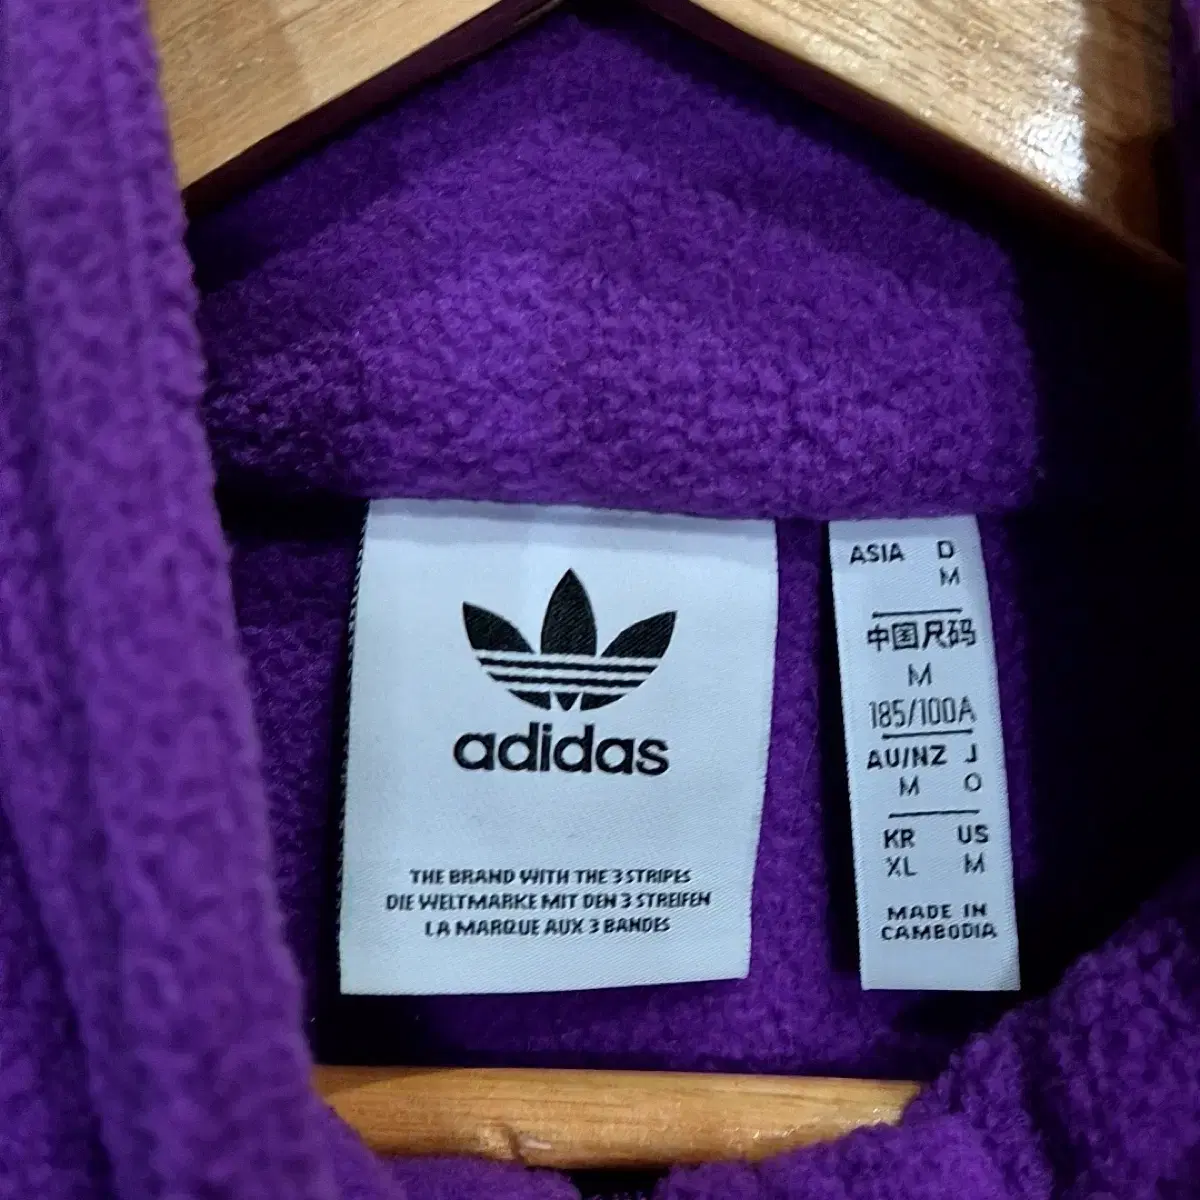 adidas
THE BRAND WITH THE 3 STRIPES
DIE WELTMARKE MIT DEN 3 STREIFEN
LA MARQUE AUX 3 BANDES
ASIA D
M
中国尺码
M
185/100A
AU/NZ J
M O
KR US
XL M
MADE IN
CAMBODIA